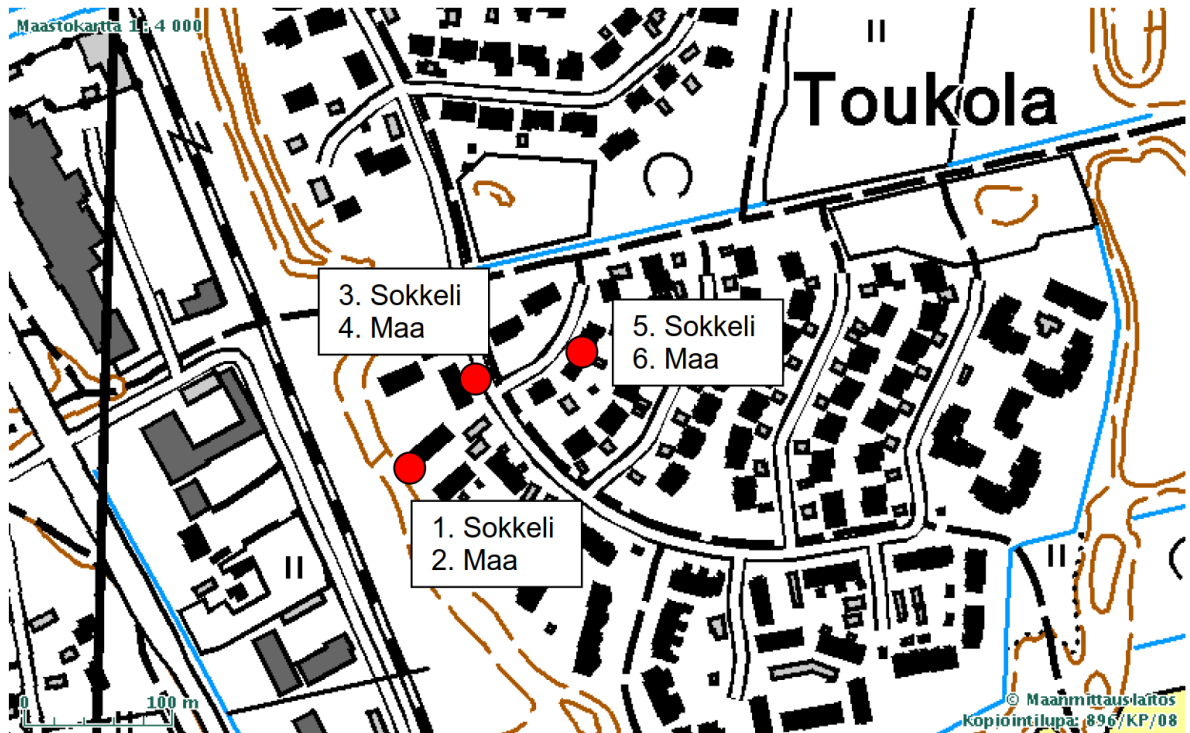 Maastokartta 1 : 4 000
II
Toukola
3. Sokkeli
4. Maa
5. Sokkeli
6. Maa
1. Sokkeli
2. Maa
II
II
0 100 m
© Maanmittauslaitos
Kopiointilupa: 896/KP/08